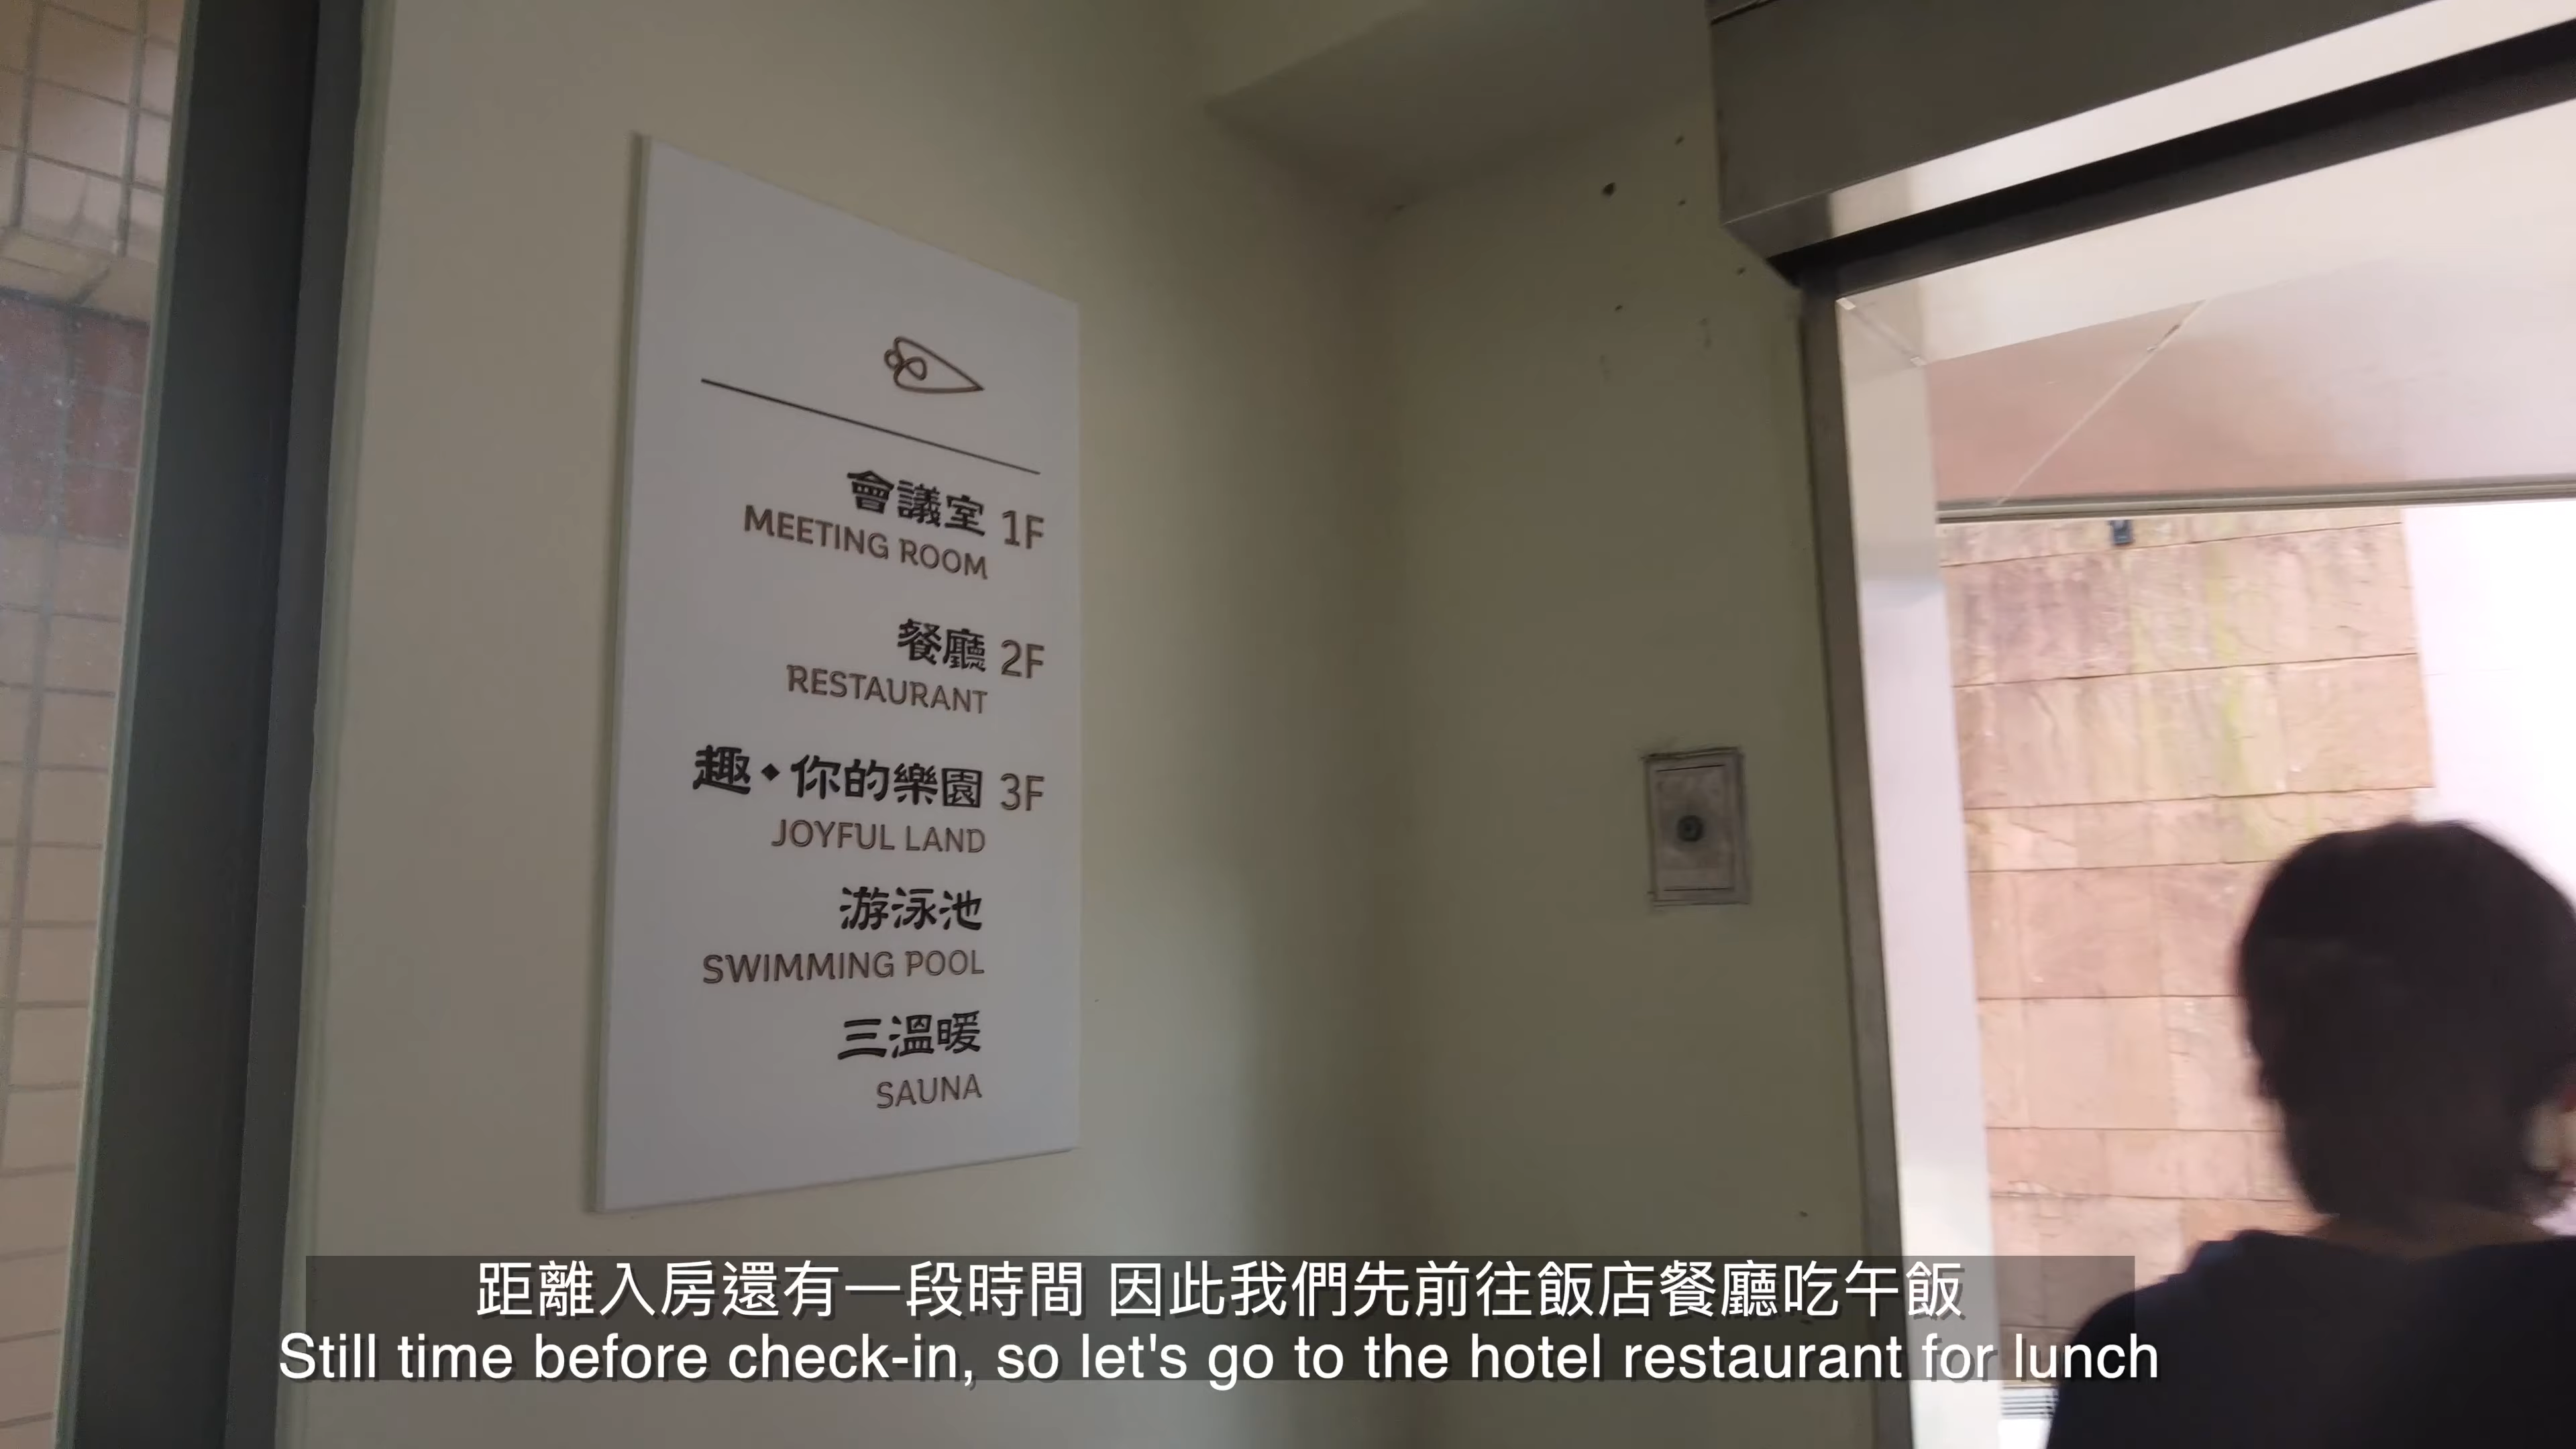 會議室 1F
MEETING ROOM
餐廳 2F
RESTAURANT
趣◆你的樂園 3F
JOYFUL LAND
游泳池
SWIMMING POOL
三溫暖
SAUNA
距離入房還有一段時間 因此我們先前往飯店餐廳吃午飯
Still time before check-in, so let's go to the hotel restaurant for lunch